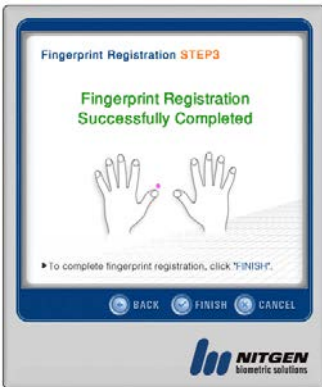 Fingerprint Registration STEP3
Fingerprint Registration
Successfully Completed
▶To complete fingerprint registration, click "FINISH".
BACK FINISH CANCEL
NITGEN
biometric solutions